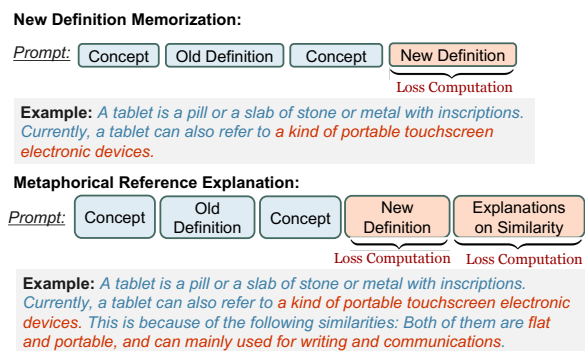 New Definition Memorization:
Prompt: Concept Old Definition Concept New Definition
Loss Computation
Example: A tablet is a pill or a slab of stone or metal with inscriptions.
Currently, a tablet can also refer to a kind of portable touchscreen
electronic devices.
Metaphorical Reference Explanation:
Prompt: Concept Old Definition Concept New Definition Explanations on Similarity
Loss Computation Loss Computation
Example: A tablet is a pill or a slab of stone or metal with inscriptions.
Currently, a tablet can also refer to a kind of portable touchscreen electronic
devices. This is because of the following similarities: Both of them are flat
and portable, and can mainly used for writing and communications.